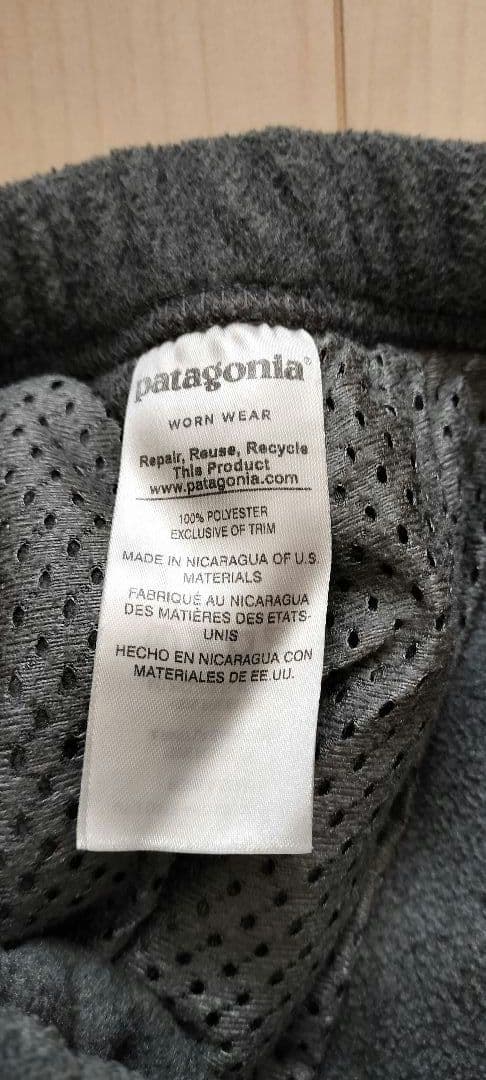 patagonia®
WORN WEAR
Repair, Reuse, Recycle
This Product
www.patagonia.com
100% POLYESTER
EXCLUSIVE OF TRIM
MADE IN NICARAGUA OF U.S.
MATERIALS
FABRIQUÉ AU NICARAGUA
DES MATIÈRES DES ETATS-
UNIS
HECHO EN NICARAGUA CON
MATERIALES DE EE.UU.